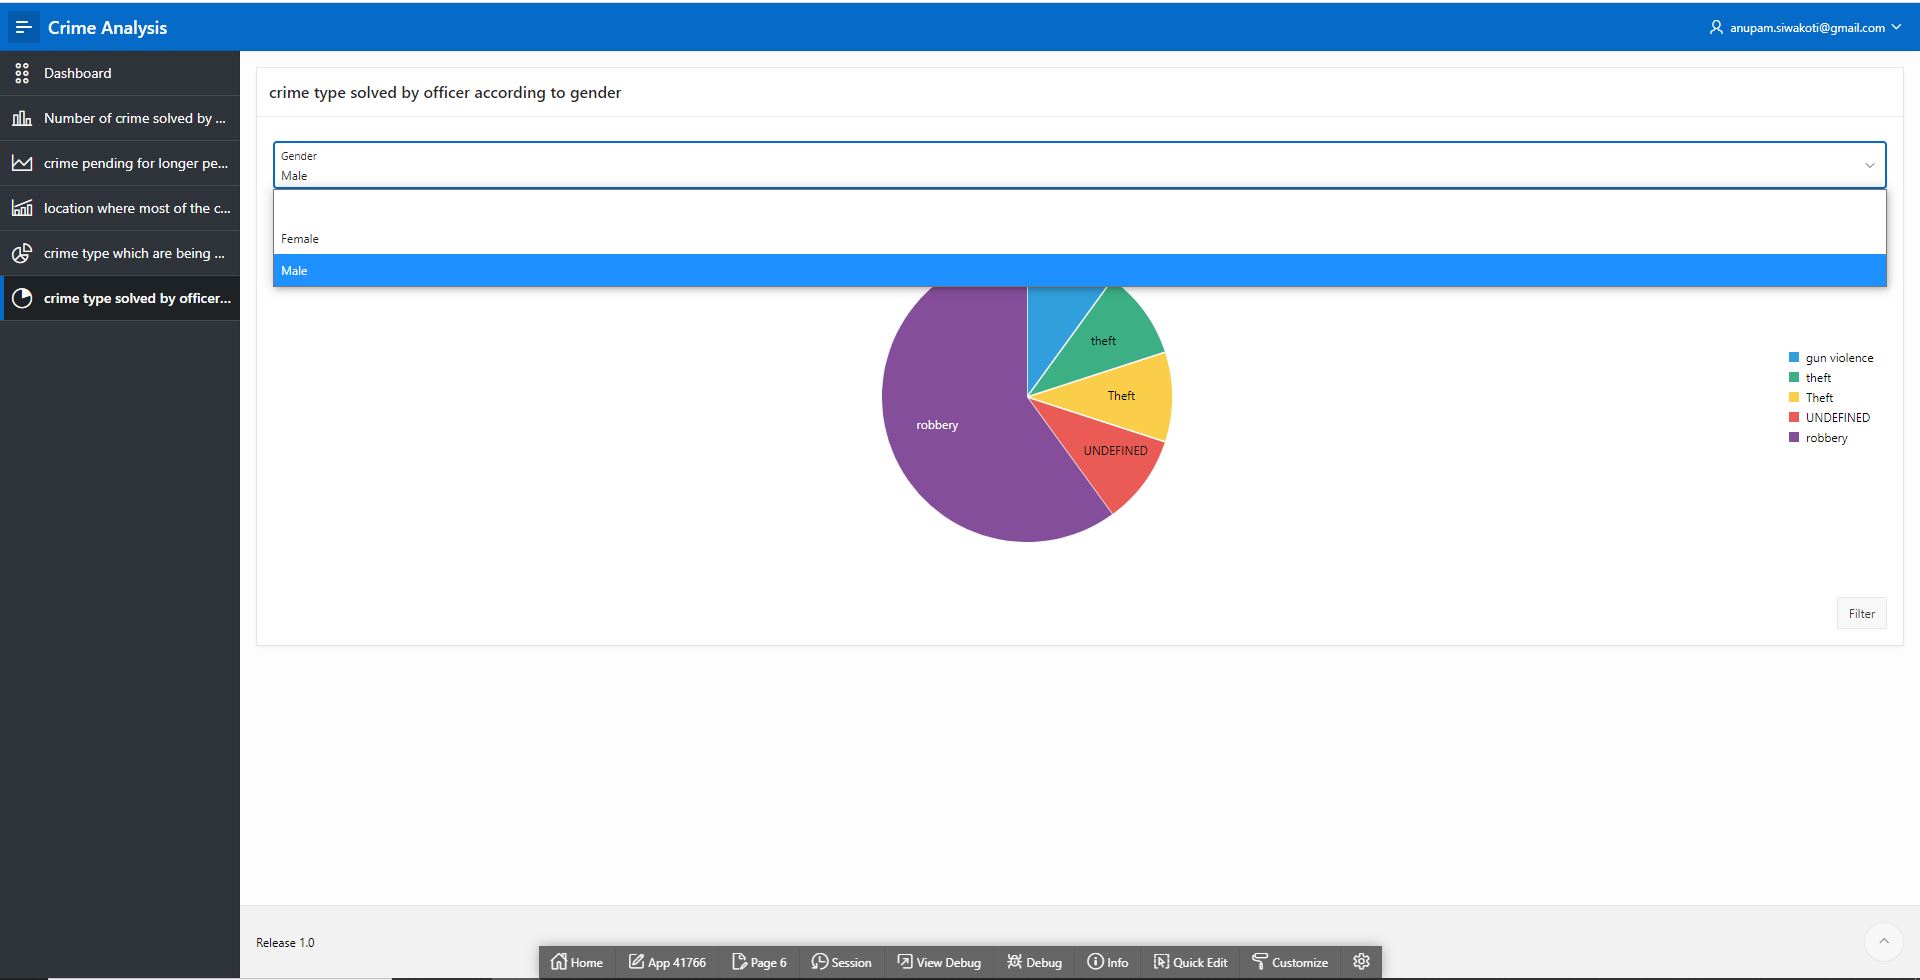 Crime Analysis
anupam.siwakoti@gmail.com
Dashboard
Number of crime solved by ...
crime pending for longer pe...
location where most of the c...
crime type which are being ...
crime type solved by officer...
crime type solved by officer according to gender
Gender
Male
Female
Male
theft
Theft
robbery
UNDEFINED
gun violence
theft
Theft
UNDEFINED
robbery
Filter
Release 1.0
Home
App 41766
Page 6
Session
View Debug
Debug
Info
Quick Edit
Customize